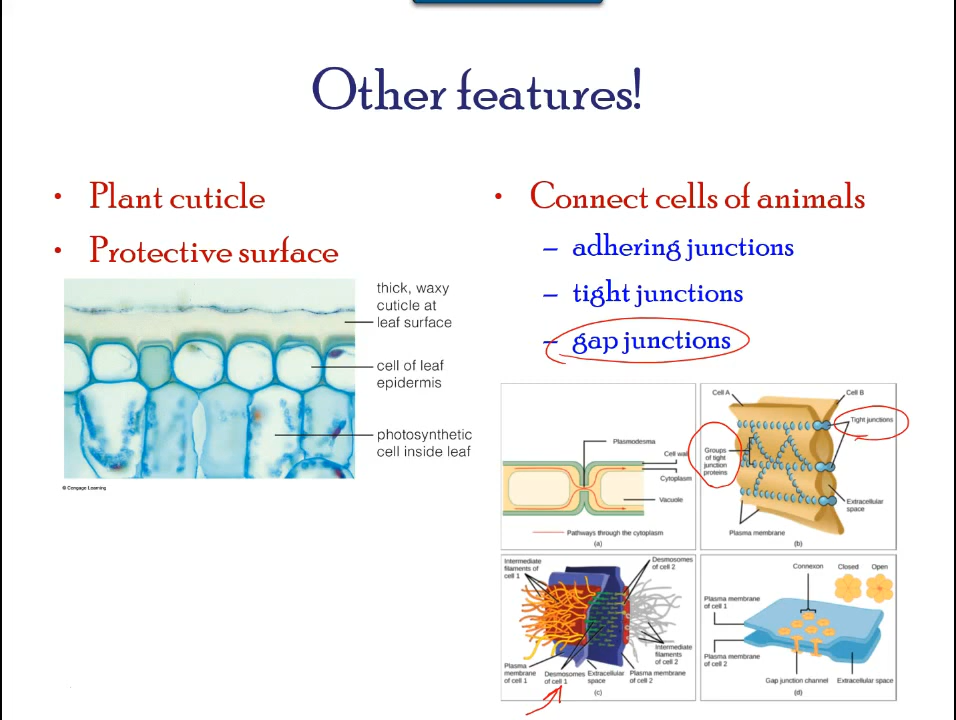 Other features!
• Plant cuticle
• Protective surface
thick, waxy
cuticle at
leaf surface
cell of leaf
epidermis
photosynthetic
cell inside leaf
© Cengage Learning
• Connect cells of animals
– adhering junctions
– tight junctions
– gap junctions
Plasmodesma
Cell wall
Cytoplasm
Vacuole
Pathways through the cytoplasm
(a)
Cell A
Cell B
Tight junctions
Groups
of tight
junction
proteins
Extracellular
space
Plasma membrane
(b)
Intermediate
filaments of
cell 1
Desmosomes
of cell 2
Intermediate
filaments
of cell 2
Plasma
membrane
of cell 1
Desmosomes
of cell 1
Extracellular
space
Plasma membrane
of cell 2
(c)
Connexon
Closed
Open
Plasma membrane
of cell 1
Plasma membrane
of cell 2
Gap junction channel
Extracellular space
(d)